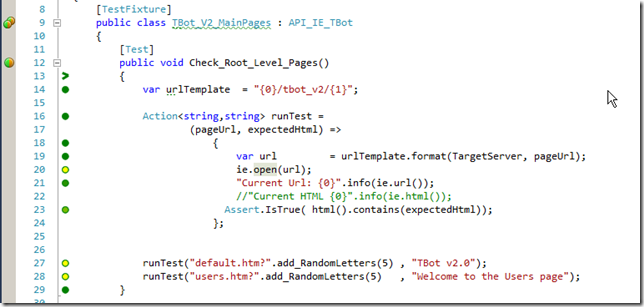 8 [TestFixture]
9 public class TBot_V2_MainPages : API_IE_TBot
10 {
11 [Test]
12 public void Check_Root_Level_Pages()
13 {
14 var urlTemplate = "{0}/tbot_v2/{1}";
15
16 Action<string,string> runTest =
17 (pageUrl, expectedHtml) =>
18 {
19 var url = urlTemplate.format(TargetServer, pageUrl);
20 ie.open(url);
21 "Current Url: {0}".info(ie.url());
22 //"Current HTML {0}".info(ie.html());
23 Assert.IsTrue( html().contains(expectedHtml));
24 };
25
26
27 runTest("default.htm?".add_RandomLetters(5) , "TBot v2.0");
28 runTest("users.htm?".add_RandomLetters(5) , "Welcome to the Users page");
29 }